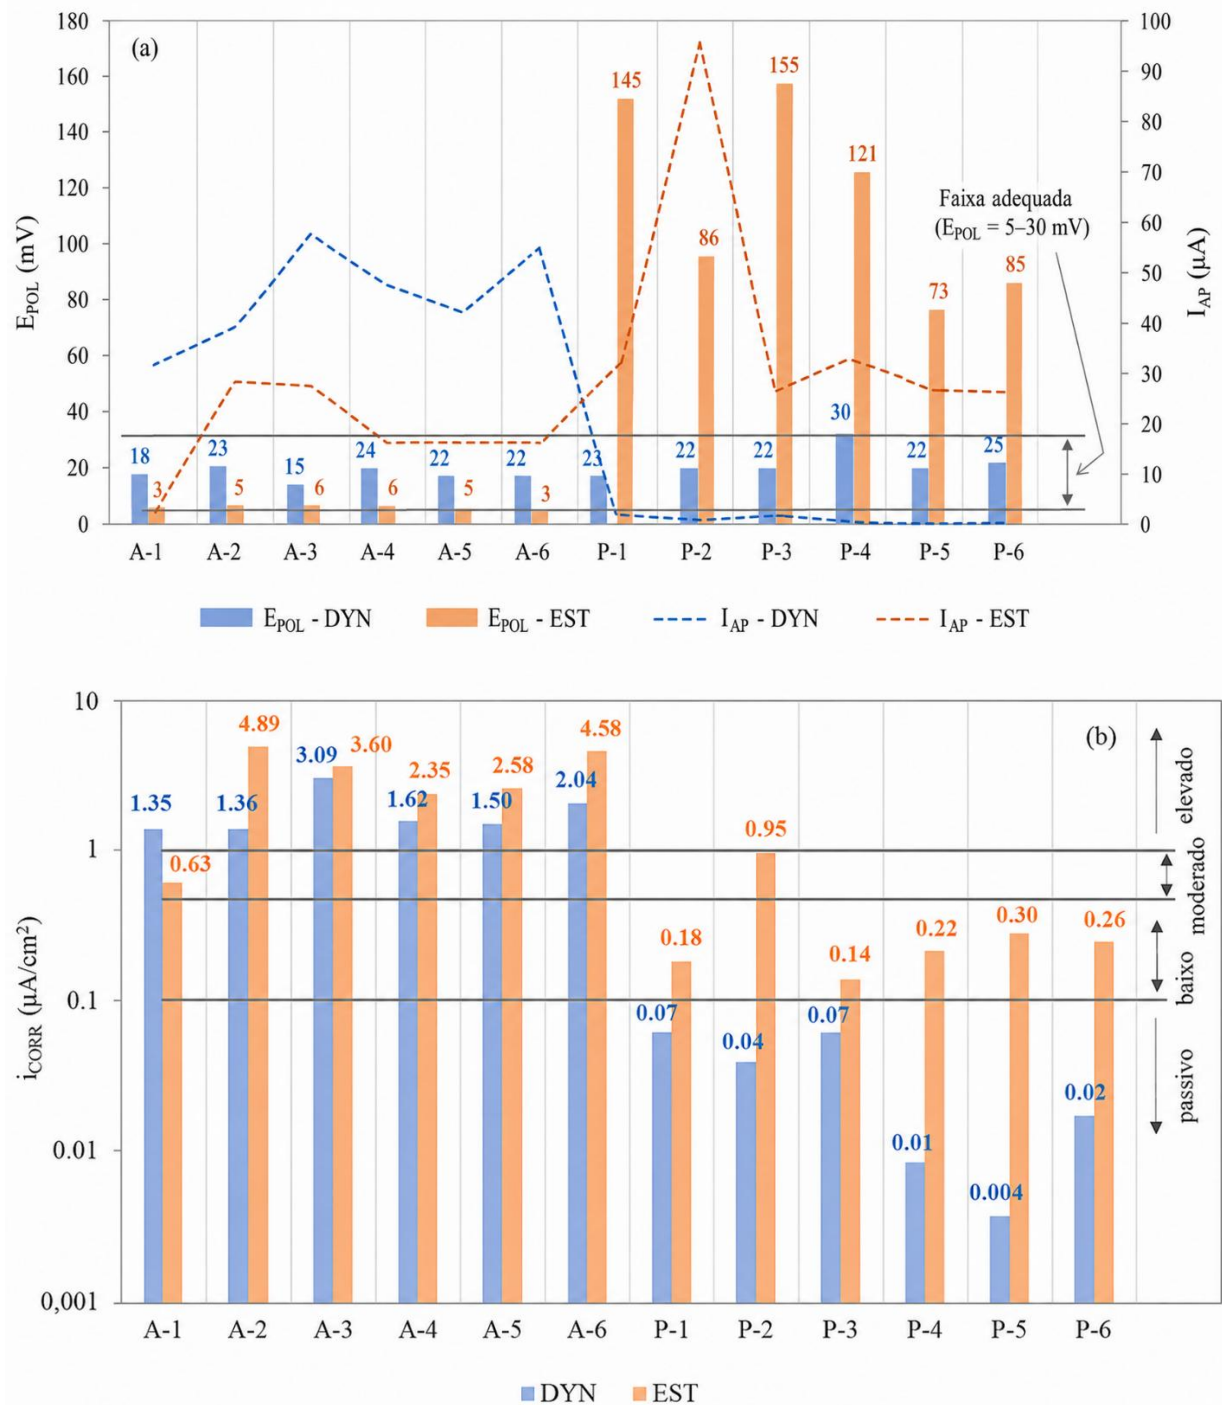 (a)
E_POL (mV)
180
160
140
120
100
80
60
40
20
0
I_AP (µA)
100
90
80
70
60
50
40
30
20
10
0
145
155
121
86
73
85
Faixa adequada
(E_POL = 5–30 mV)
18 23 15 24 22 22 23 22 22 30 22 25
3 5 6 6 5 3
A-1 A-2 A-3 A-4 A-5 A-6 P-1 P-2 P-3 P-4 P-5 P-6
E_POL - DYN E_POL - EST I_AP - DYN I_AP - EST
(b)
i_CORR (µA/cm²)
10
1
0.1
0.01
0,001
1.35 1.36 3.09 1.62 1.50 2.04 0.07 0.04 0.07 0.01 0.004 0.02
0.63 4.89 3.60 2.35 2.58 4.58 0.18 0.95 0.14 0.22 0.30 0.26
elevado
moderado
baixo
passivo
A-1 A-2 A-3 A-4 A-5 A-6 P-1 P-2 P-3 P-4 P-5 P-6
DYN EST